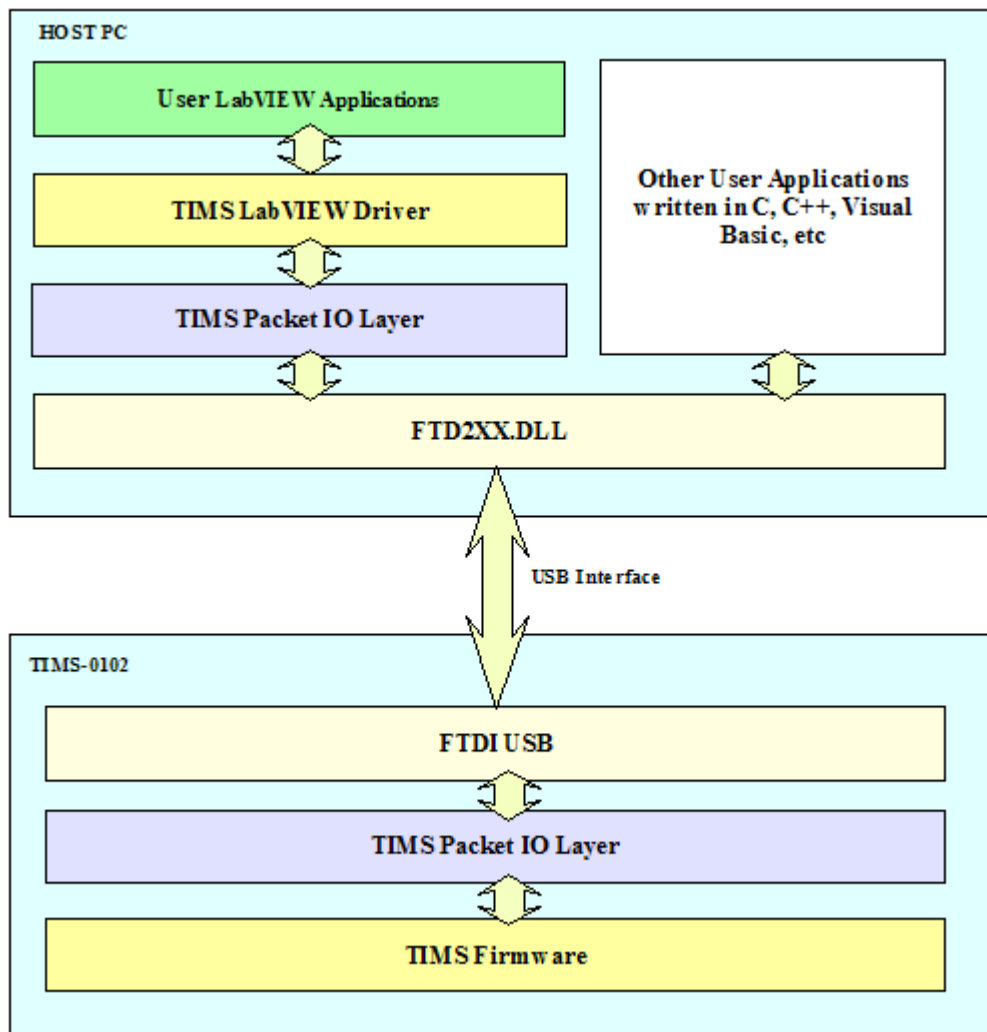 HOST PC
User LabVIEW Applications
TIMS LabVIEW Driver
TIMS Packet IO Layer
Other User Applications
written in C, C++, Visual
Basic, etc
FTD2XX.DLL
USB Interface
TIMS-0102
FTDI USB
TIMS Packet IO Layer
TIMS Firmware